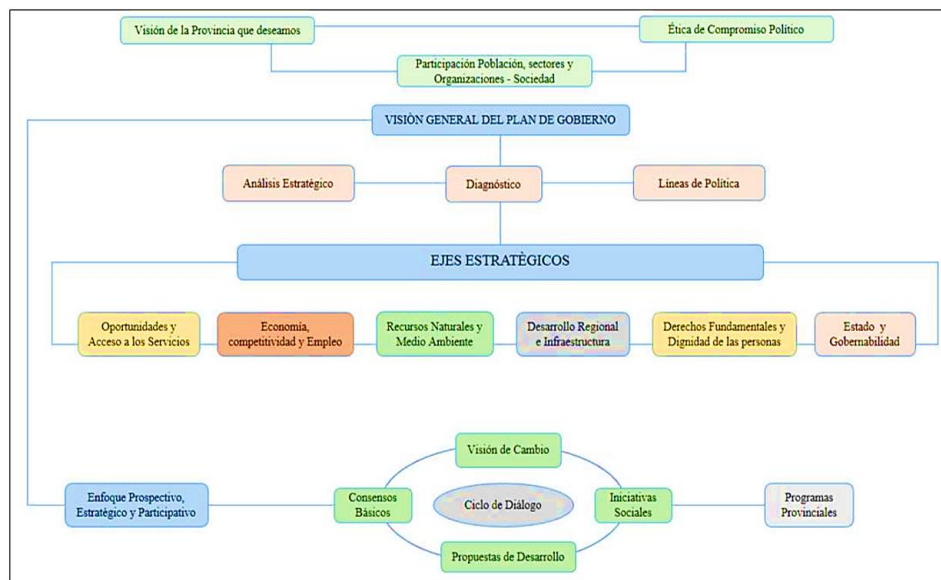 Visión de la Provincia que deseamos
Ética de Compromiso Político
Participación Población, sectores y
Organizaciones - Sociedad
VISIÒN GENERAL DEL PLAN DE GOBIERNO
Análisis Estratégico
Diagnóstico
Líneas de Política
EJES ESTRATÈGICOS
Oportunidades y
Acceso a los Servicios
Economía,
competitividad y Empleo
Recursos Naturales y
Medio Ambiente
Desarrollo Regional
e Infraestructura
Derechos Fundamentales y
Dignidad de las personas
Estado y
Gobernabilidad
Visión de Cambio
Enfoque Prospectivo,
Estratégico y Participativo
Consensos
Básicos
Ciclo de Diálogo
Iniciativas
Sociales
Programas
Provinciales
Propuestas de Desarrollo